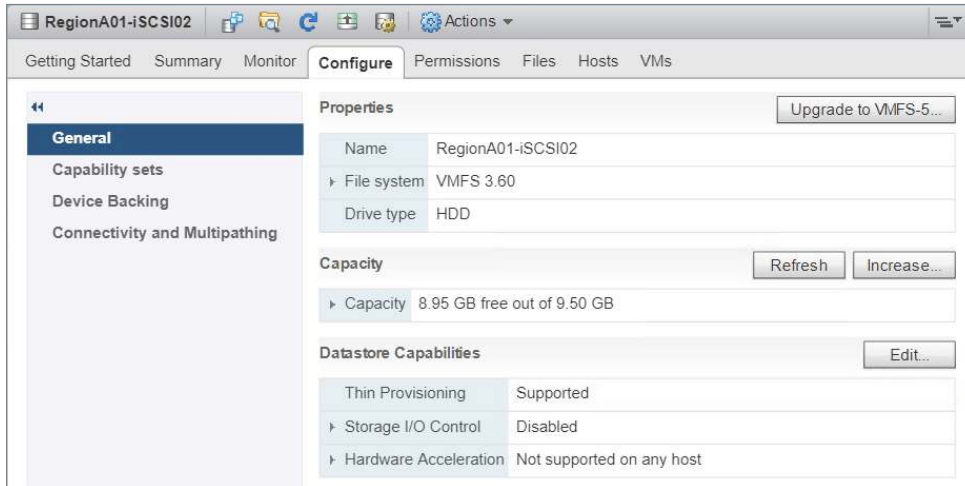 RegionA01-iSCSI02 Actions
Getting Started Summary Monitor Configure Permissions Files Hosts VMs
General
Capability sets
Device Backing
Connectivity and Multipathing
Properties Upgrade to VMFS-5...
Name RegionA01-iSCSI02
File system VMFS 3.60
Drive type HDD
Capacity Refresh Increase...
Capacity 8.95 GB free out of 9.50 GB
Datastore Capabilities Edit...
Thin Provisioning Supported
Storage I/O Control Disabled
Hardware Acceleration Not supported on any host